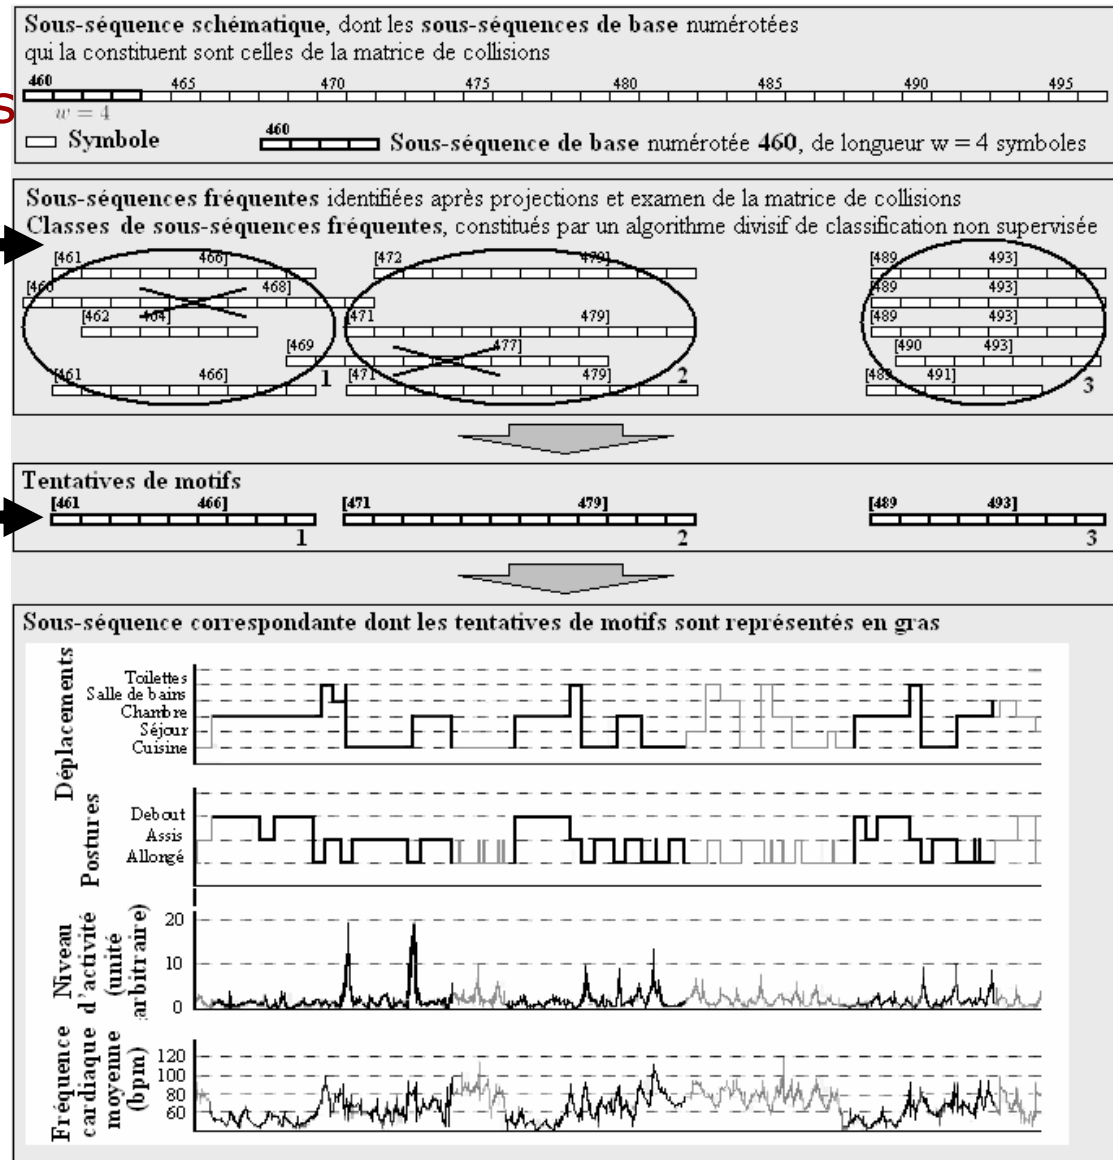 Sous-séquence schématique, dont les sous-séquences de base numérotées
qui la constituent sont celles de la matrice de collisions
460 465 470 475 480 485 490 495
s
w = 4
Symbole
460
Sous-séquence de base numérotée 460, de longueur w = 4 symboles
Sous-séquences fréquentes identifiées après projections et examen de la matrice de collisions
Classes de sous-séquences fréquentes, constitués par un algorithme divisif de classification non supervisée
[461 466] [472 479] [489 493]
[460 468] [489 493]
[462 464] [471 479] [489 493]
[469 477] [490 493]
[461 466] 1 [471 479] 2 [489 491] 3
Tentatives de motifs
[461 466] [471 479] [489 493]
1 2 3
Sous-séquence correspondante dont les tentatives de motifs sont représentés en gras
Déplacements
Toilettes
Salle de bains
Chambre
Séjour
Cuisine
Postures
Debout
Assis
Allongé
Niveau
d'activité
(unité
arbitraire)
20
10
0
Fréquence
cardiaque
moyenne
(bpm)
120
100
80
60